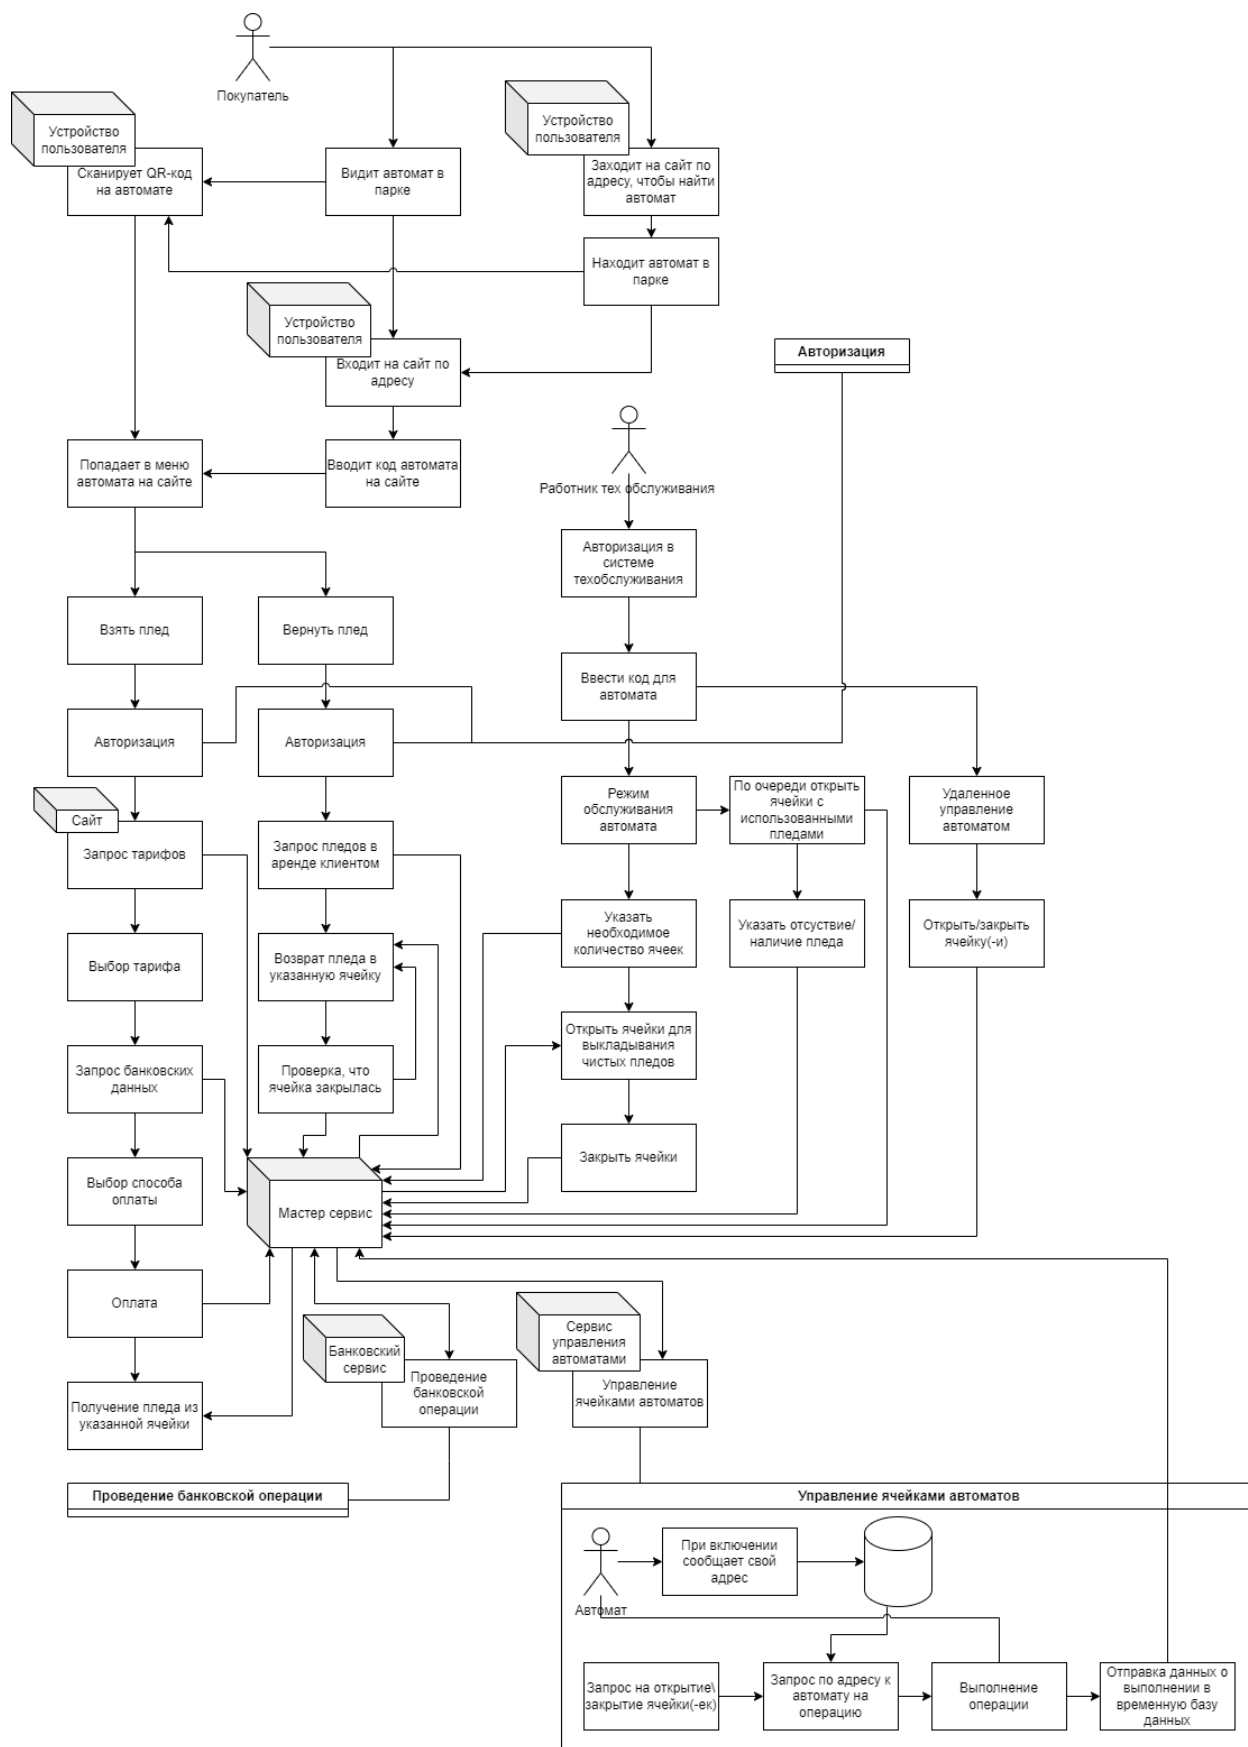 Покупатель
Устройство
пользователя
Сканирует QR-код
на автомате
Видит автомат в
парке
Устройство
пользователя
Заходит на сайт по
адресу, чтобы найти
автомат
Находит автомат в
парке
Устройство
пользователя
Входит на сайт по
адресу
Авторизация
Попадает в меню
автомата на сайте
Вводит код автомата
на сайте
Работник тех обслуживания
Авторизация в
системе
техобслуживания
Взять плед
Вернуть плед
Ввести код для
автомата
Авторизация
Авторизация
Режим
обслуживания
автомата
По очереди открыть
ячейки с
использованными
пледами
Удаленное
управление
автоматом
Сайт
Запрос тарифов
Запрос пледов в
аренде клиентом
Указать
необходимое
количество ячеек
Указать отсуствие/
наличие пледа
Открыть/закрыть
ячейку(-и)
Выбор тарифа
Возврат пледа в
указанную ячейку
Открыть ячейки для
выкладывания
чистых пледов
Запрос банковских
данных
Проверка, что
ячейка закрылась
Закрыть ячейки
Выбор способа
оплаты
Мастер сервис
Оплата
Банковский
сервис
Проведение
банковской
операции
Сервис
управления
автоматами
Управление
ячейками автоматов
Получение пледа из
указанной ячейки
Проведение банковской операции
Управление ячейками автоматов
Автомат
При включении
сообщает свой
адрес
Запрос на открытие\
закрытие ячейки(-ек)
Запрос по адресу к
автомату на
операцию
Выполнение
операции
Отправка данных о
выполнении в
временную базу
данных